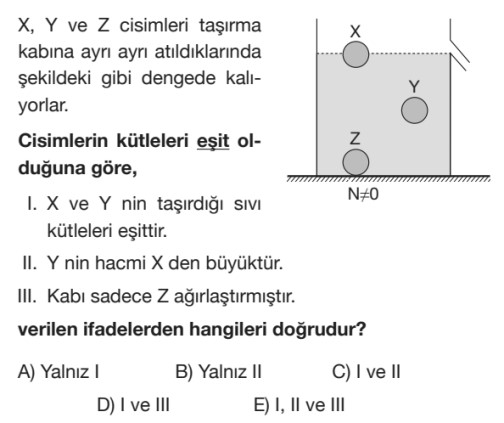 X, Y ve Z cisimleri taşırma
kabına ayrı ayrı atıldıklarında
şekildeki gibi dengede kalı-
yorlar.
Cisimlerin kütleleri eşit ol-
duğuna göre,
I. X ve Y nin taşırdığı sıvı
kütleleri eşittir.
II. Y nin hacmi X den büyüktür.
III. Kabı sadece Z ağırlaştırmıştır.
verilen ifadelerden hangileri doğrudur?
A) Yalnız I B) Yalnız II C) I ve II
D) I ve III E) I, II ve III
X
Y
Z
N≠0